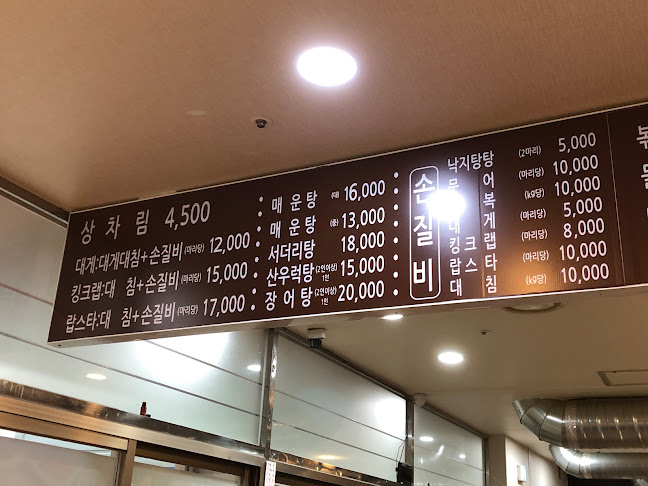 상 차 림 4,500
대게:대게대침+손질비(마리당) 12,000
킹크랩:대 침+손질비(마리당) 15,000
랍스타:대 침+손질비(마리당) 17,000
매 운 탕 (대) 16,000
매 운 탕 13,000
서더리탕 18,000
산우럭탕(2인이상) 1인 15,000
장 어 탕(2인이상) 1인 20,000
손질비
낙지탕탕 (2마리) 5,000
문 어 (마리당) 10,000
복 (kg당) 10,000
대 게 (마리당) 5,000
킹 크 랩 (마리당) 8,000
랍 스 타 (마리당) 10,000
대 침 (kg당) 10,000